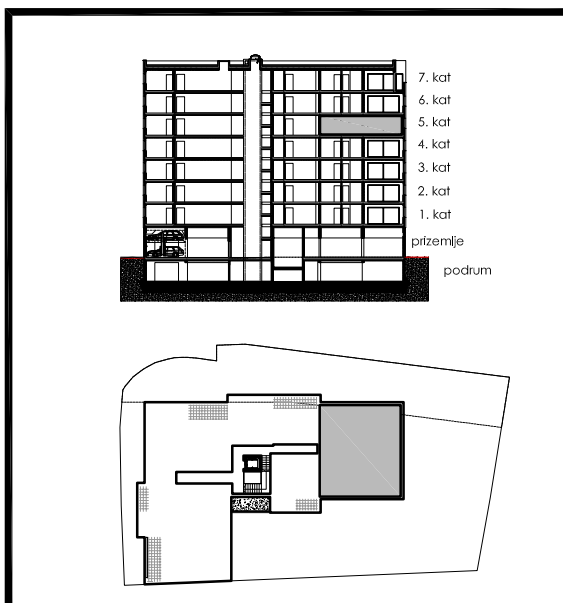 7. kat
6. kat
5. kat
4. kat
3. kat
2. kat
1. kat
prizemlje
podrum